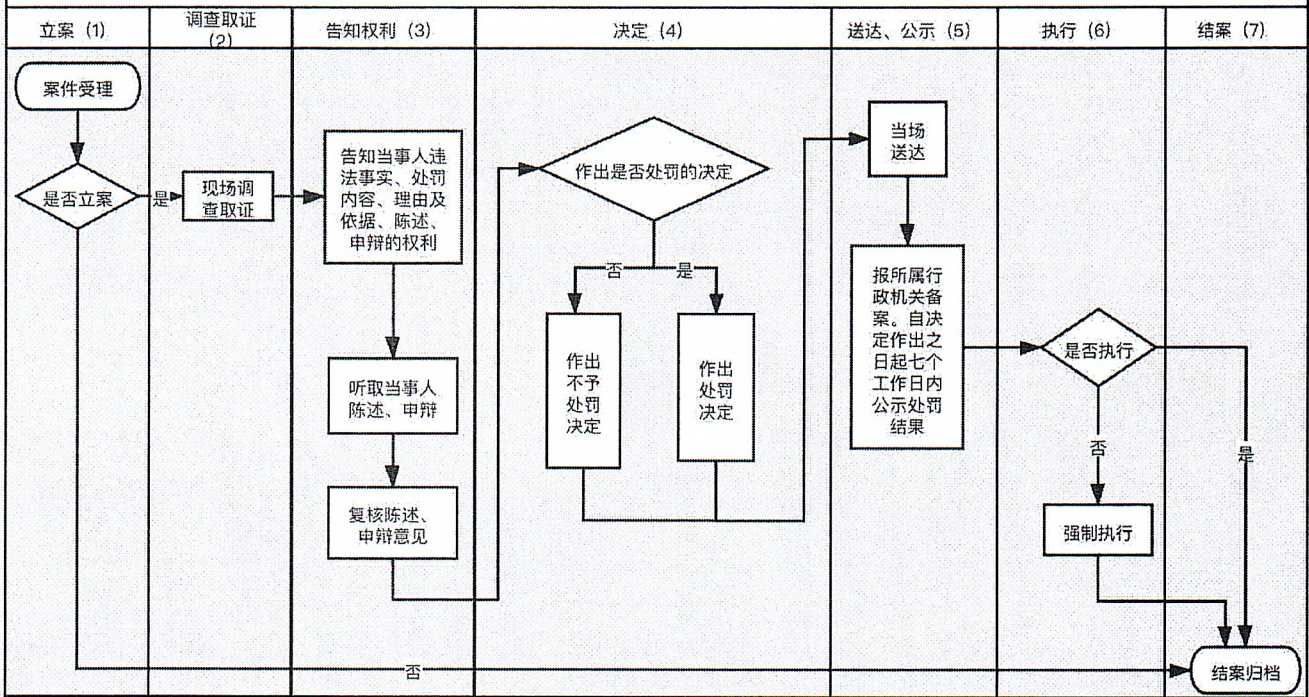 立案（1）
调查取证
（2）
告知权利（3）
决定（4）
送达、公示（5）
执行（6）
结案（7）
案件受理
是否立案
是
现场调
查取证
告知当事人违
法事实、处罚
内容、理由及
依据、陈述、
申辩的权利
听取当事人
陈述、申辩
复核陈述、
申辩意见
作出是否处罚的决定
否
是
作出
不予
处罚
决定
作出
处罚
决定
当场
送达
报所属行
政机关备
案。自决
定作出之
日起七个
工作日内
公示处罚
结果
是否执行
否
是
强制执行
否
结案归档